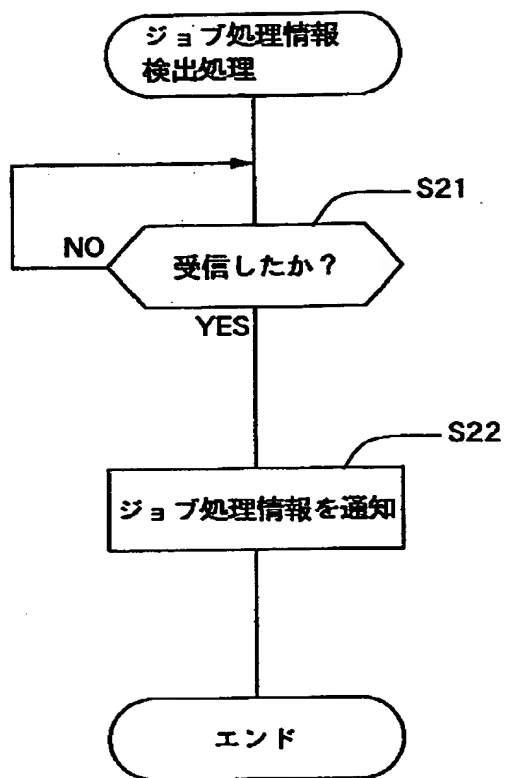 ジョブ処理情報
検出処理
S21
NO
受信したか？
YES
S22
ジョブ処理情報を通知
エンド